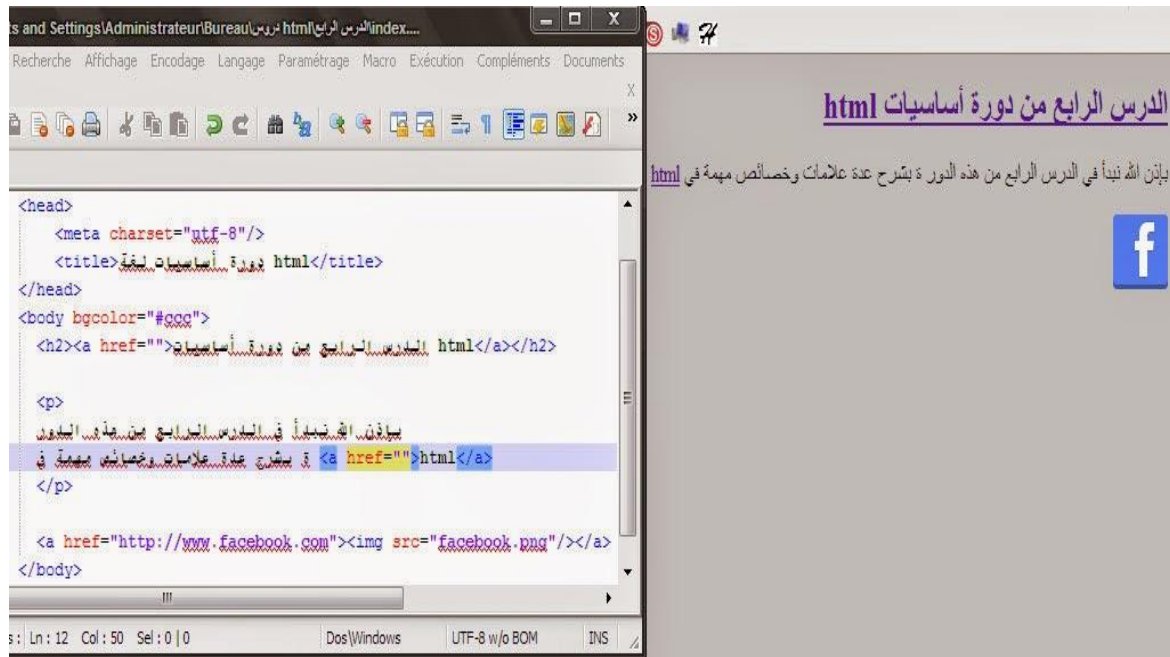 ts and Settings\Administrateur\Bureau\دروس html\الدرس الرابع\index....
X
Recherche Affichage Encodage Langage Paramétrage Macro Exécution Compléments Documents
X
»
<head>
<meta charset="utf-8"/>
<title>دورة أساسيات لغة html</title>
</head>
<body bgcolor="#ccc">
<h2><a href="">الدرس الرابع من دورة أساسيات html</a></h2>
<p>
بإذن الله نبدأ في الدرس الرابع من هذه الدور
ة بشرح عدة علامات وخصائص مهمة في <a href="">html</a>
</p>
<a href="http://www.facebook.com"><img src="facebook.png"/></a>
</body>
s : Ln : 12 Col : 50 Sel : 0 | 0 Dos\Windows UTF-8 w/o BOM INS
الدرس الرابع من دورة أساسيات html
بإذن الله نبدأ في الدرس الرابع من هذه الدور ة بشرح عدة علامات وخصائص مهمة في html
f